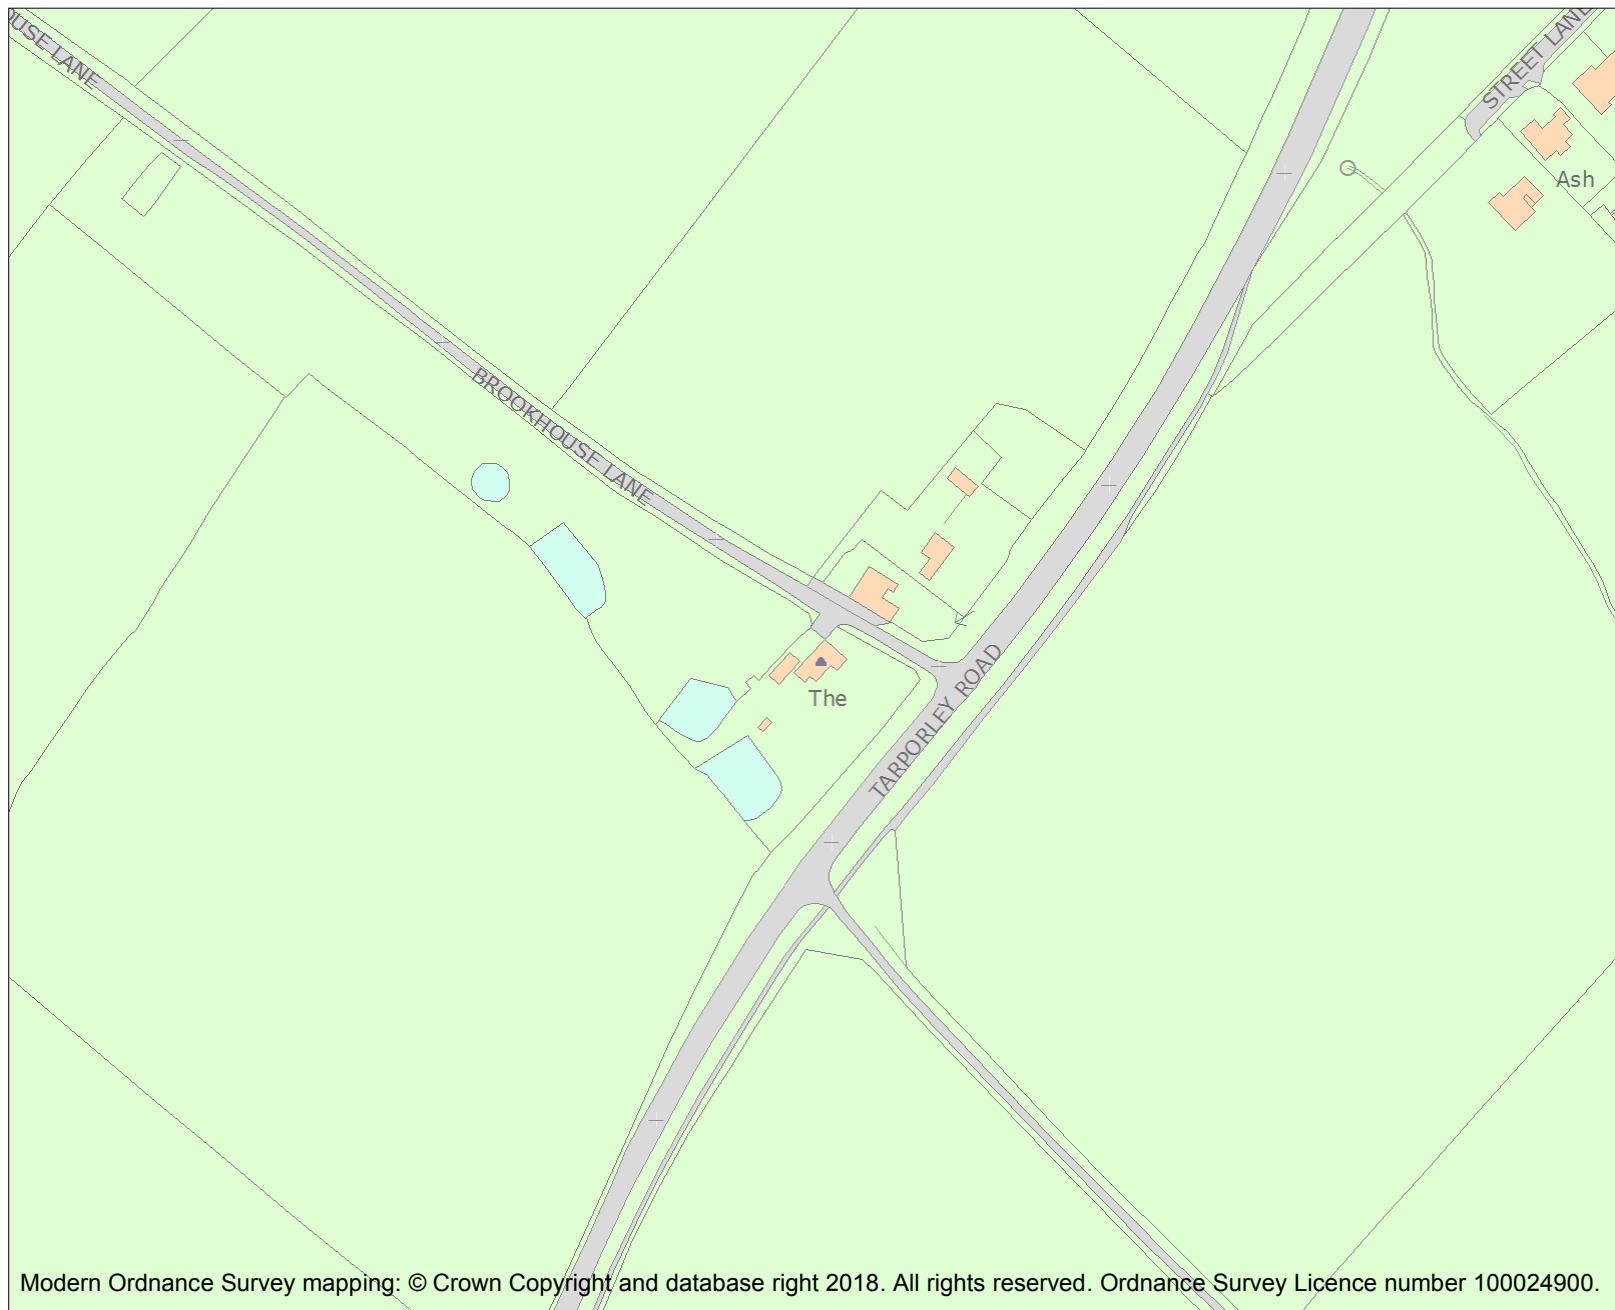 OUSE LANE
STREET LANE
Ash
BROOKHOUSE LANE
TARPORLEY ROAD
The
Modern Ordnance Survey mapping: © Crown Copyright and database right 2018. All rights reserved. Ordnance Survey Licence number 100024900.